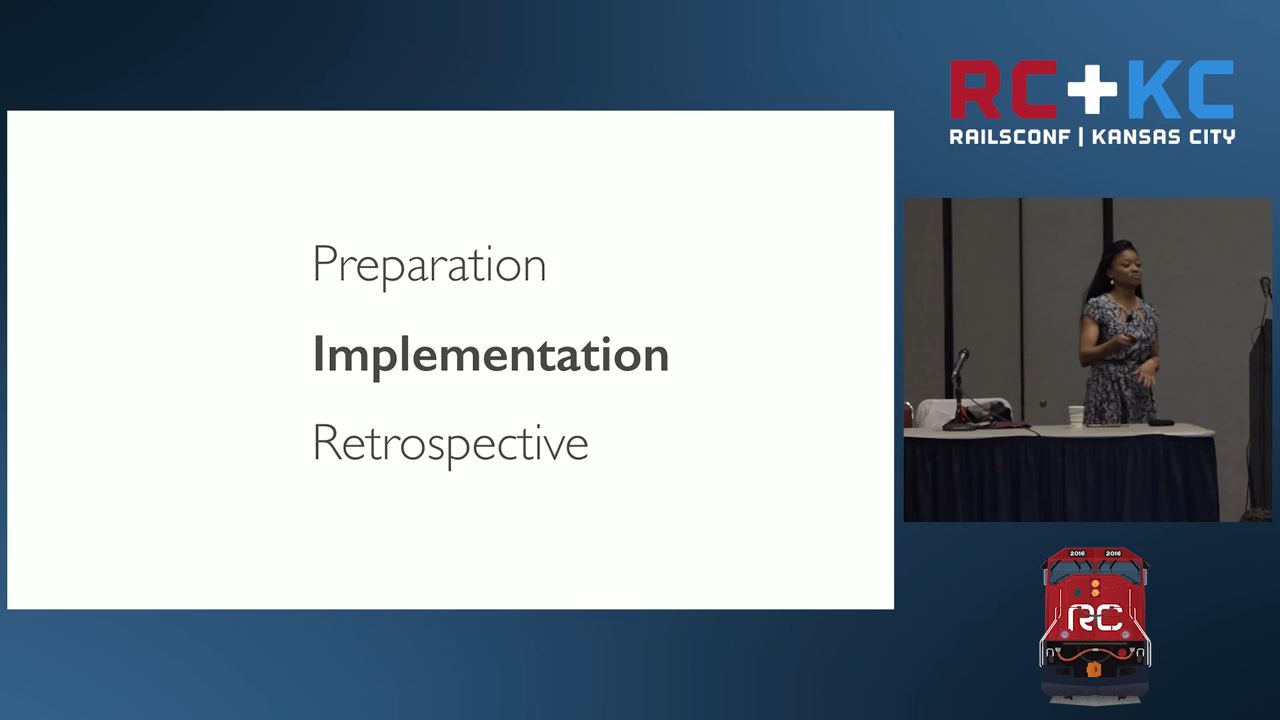 Preparation
Implementation
Retrospective
RC+KC
RAILSCONF | KANSAS CITY
2016 2016
RC